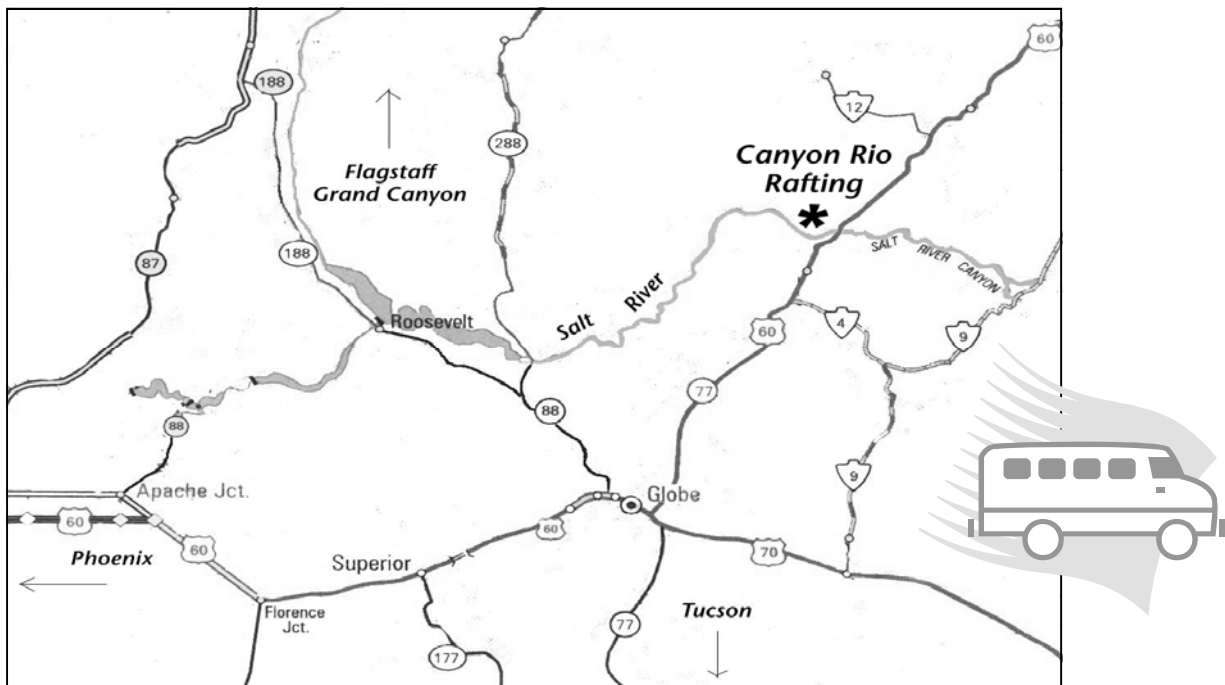 60
188
12
288
Canyon Rio
Rafting
*
Flagstaff
Grand Canyon
188
87
SALT RIVER CANYON
Salt River
Roosevelt
60
4
9
77
88
88
9
Apache Jct.
Globe
60
60
60
Phoenix
Superior
70
Florence
Jct.
Tucson
77
177